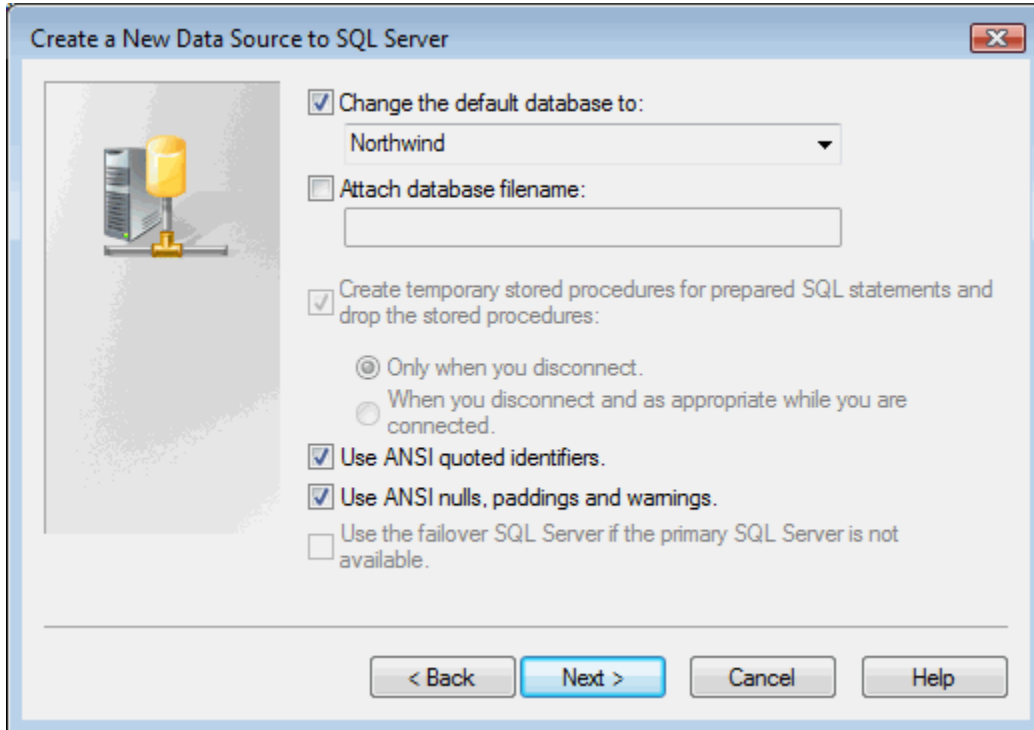 Create a New Data Source to SQL Server
Change the default database to:
Northwind
Attach database filename:
Create temporary stored procedures for prepared SQL statements and
drop the stored procedures:
Only when you disconnect.
When you disconnect and as appropriate while you are
connected.
Use ANSI quoted identifiers.
Use ANSI nulls, paddings and warnings.
Use the failover SQL Server if the primary SQL Server is not
available.
< Back
Next >
Cancel
Help